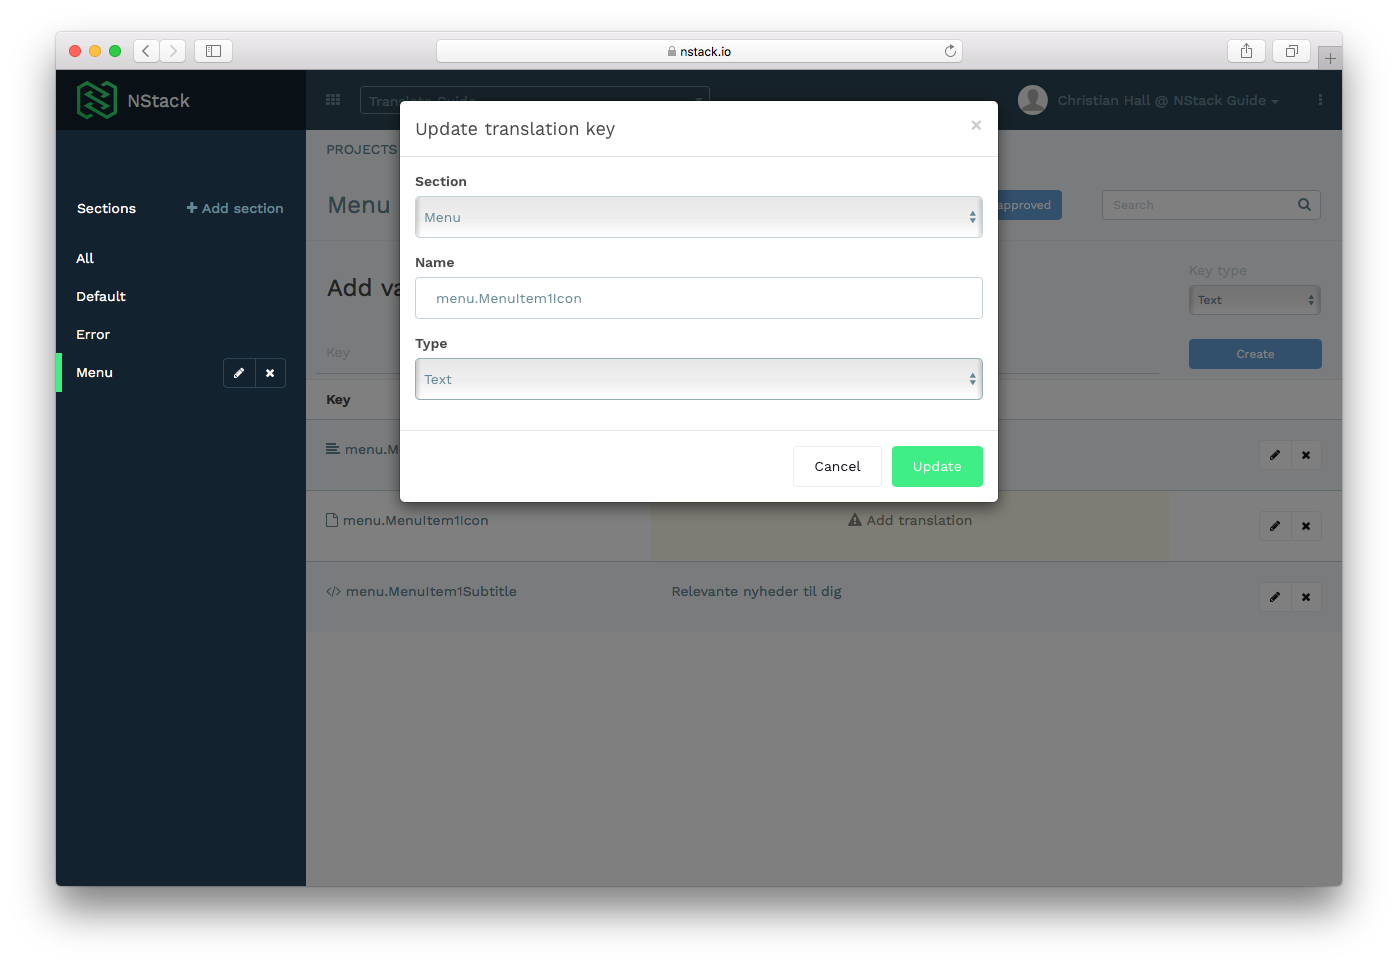 nstack.io
NStack
Translate Guide
Christian Hall @ NStack Guide
PROJECTS
Sections
Add section
All
Default
Error
Menu
Menu
approved
Search
Add va
Key type
Text
Key
Create
Key
menu.M
menu.MenuItem1Icon
Add translation
menu.MenuItem1Subtitle
Relevante nyheder til dig
Update translation key
×
Section
Menu
Name
menu.MenuItem1Icon
Type
Text
Cancel
Update